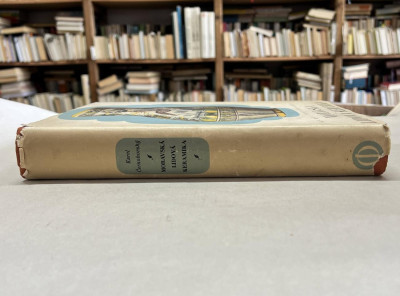 Karel
Černohorský
MORAVSKÁ
LIDOVÁ
KERAMIKA